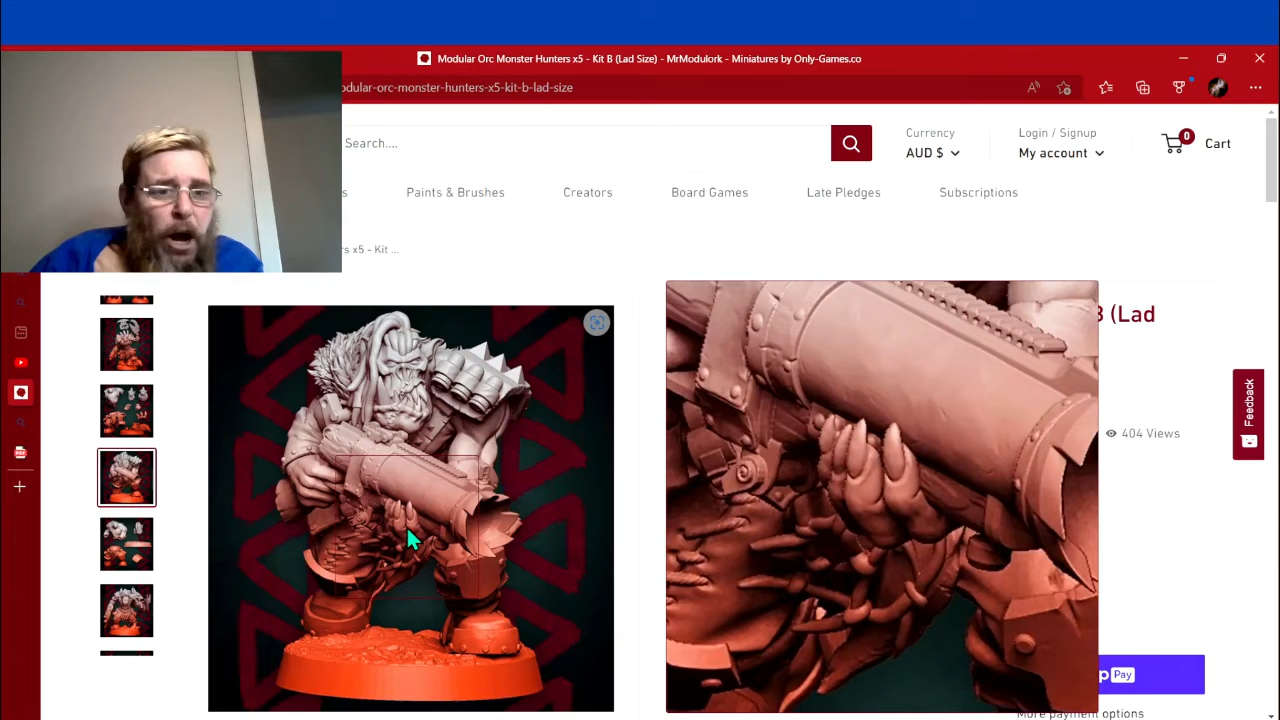 Modular Orc Monster Hunters x5 - Kit B (Lad Size) - MrModulork - Miniatures by Only-Games.co
odular-orc-monster-hunters-x5-kit-b-lad-size
Search....
Currency
AUD $
Login / Signup
My account
0
Cart
s
Paints & Brushes
Creators
Board Games
Late Pledges
Subscriptions
rs x5 - Kit ...
B (Lad
404 Views
Feedback
Pay
More payment options
PDF